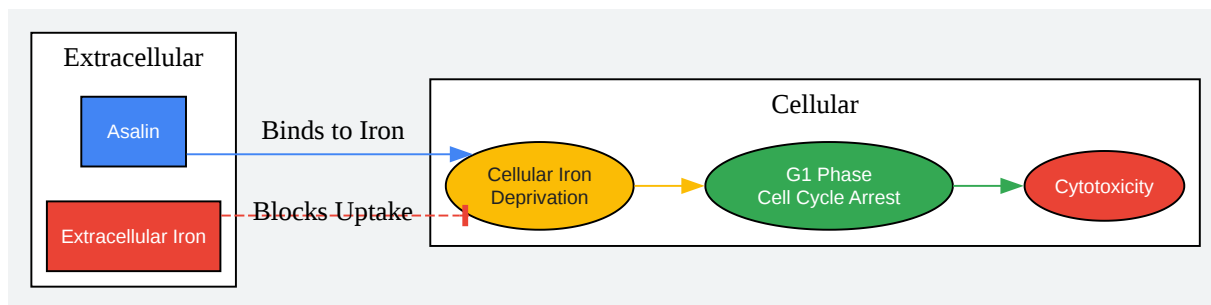 Extracellular
Asalin
Extracellular Iron
Binds to Iron
Blocks Uptake
Cellular
Cellular Iron
Deprivation
G1 Phase
Cell Cycle Arrest
Cytotoxicity